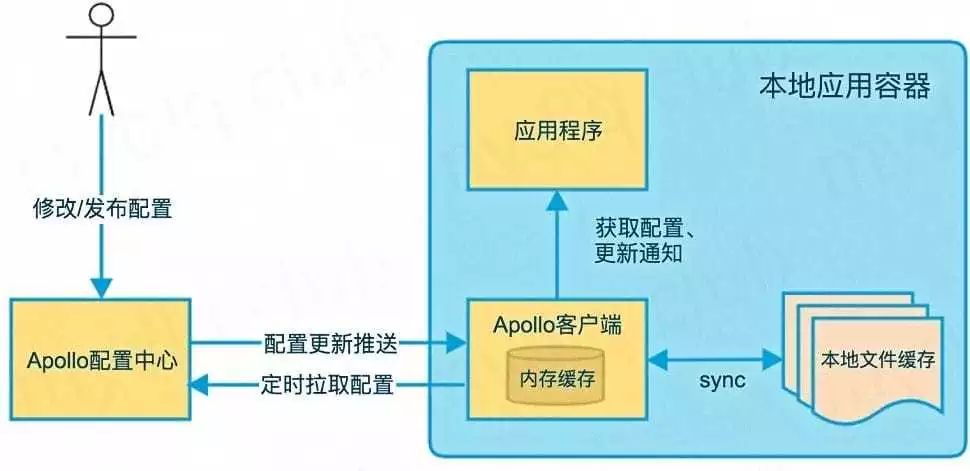 本地应用容器
应用程序
修改/发布配置
获取配置、
更新通知
Apollo配置中心
配置更新推送
定时拉取配置
Apollo客户端
内存缓存
sync
本地文件缓存